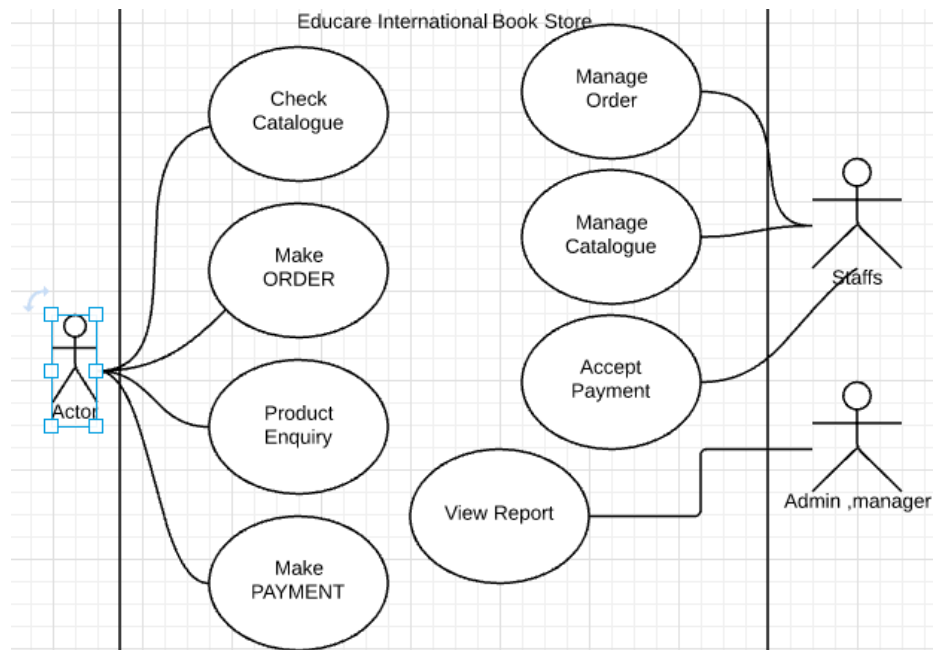 Educare International Book Store
Check
Catalogue
Make
ORDER
Product
Enquiry
Make
PAYMENT
Actor
Manage
Order
Manage
Catalogue
Accept
Payment
View Report
Staffs
Admin ,manager